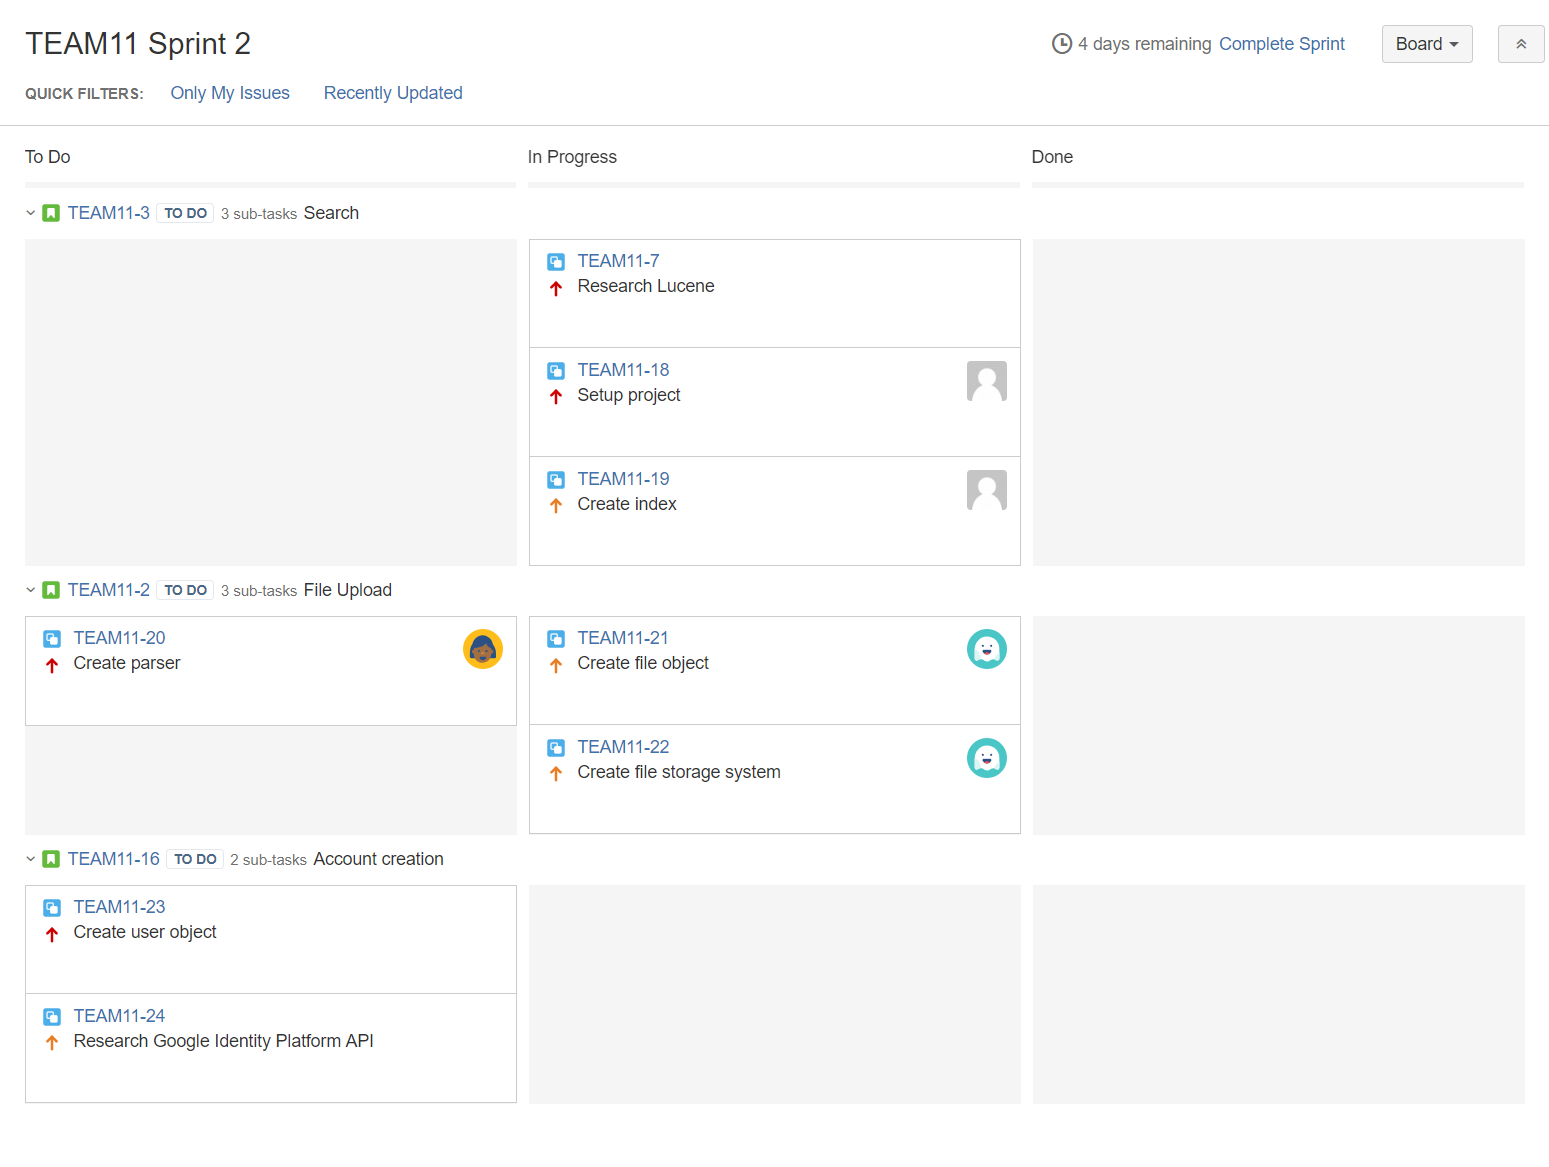 TEAM11 Sprint 2
4 days remaining Complete Sprint
Board
QUICK FILTERS: Only My Issues Recently Updated
To Do In Progress Done
TEAM11-3 TO DO 3 sub-tasks Search
TEAM11-7
Research Lucene
TEAM11-18
Setup project
TEAM11-19
Create index
TEAM11-2 TO DO 3 sub-tasks File Upload
TEAM11-20
Create parser
TEAM11-21
Create file object
TEAM11-22
Create file storage system
TEAM11-16 TO DO 2 sub-tasks Account creation
TEAM11-23
Create user object
TEAM11-24
Research Google Identity Platform API